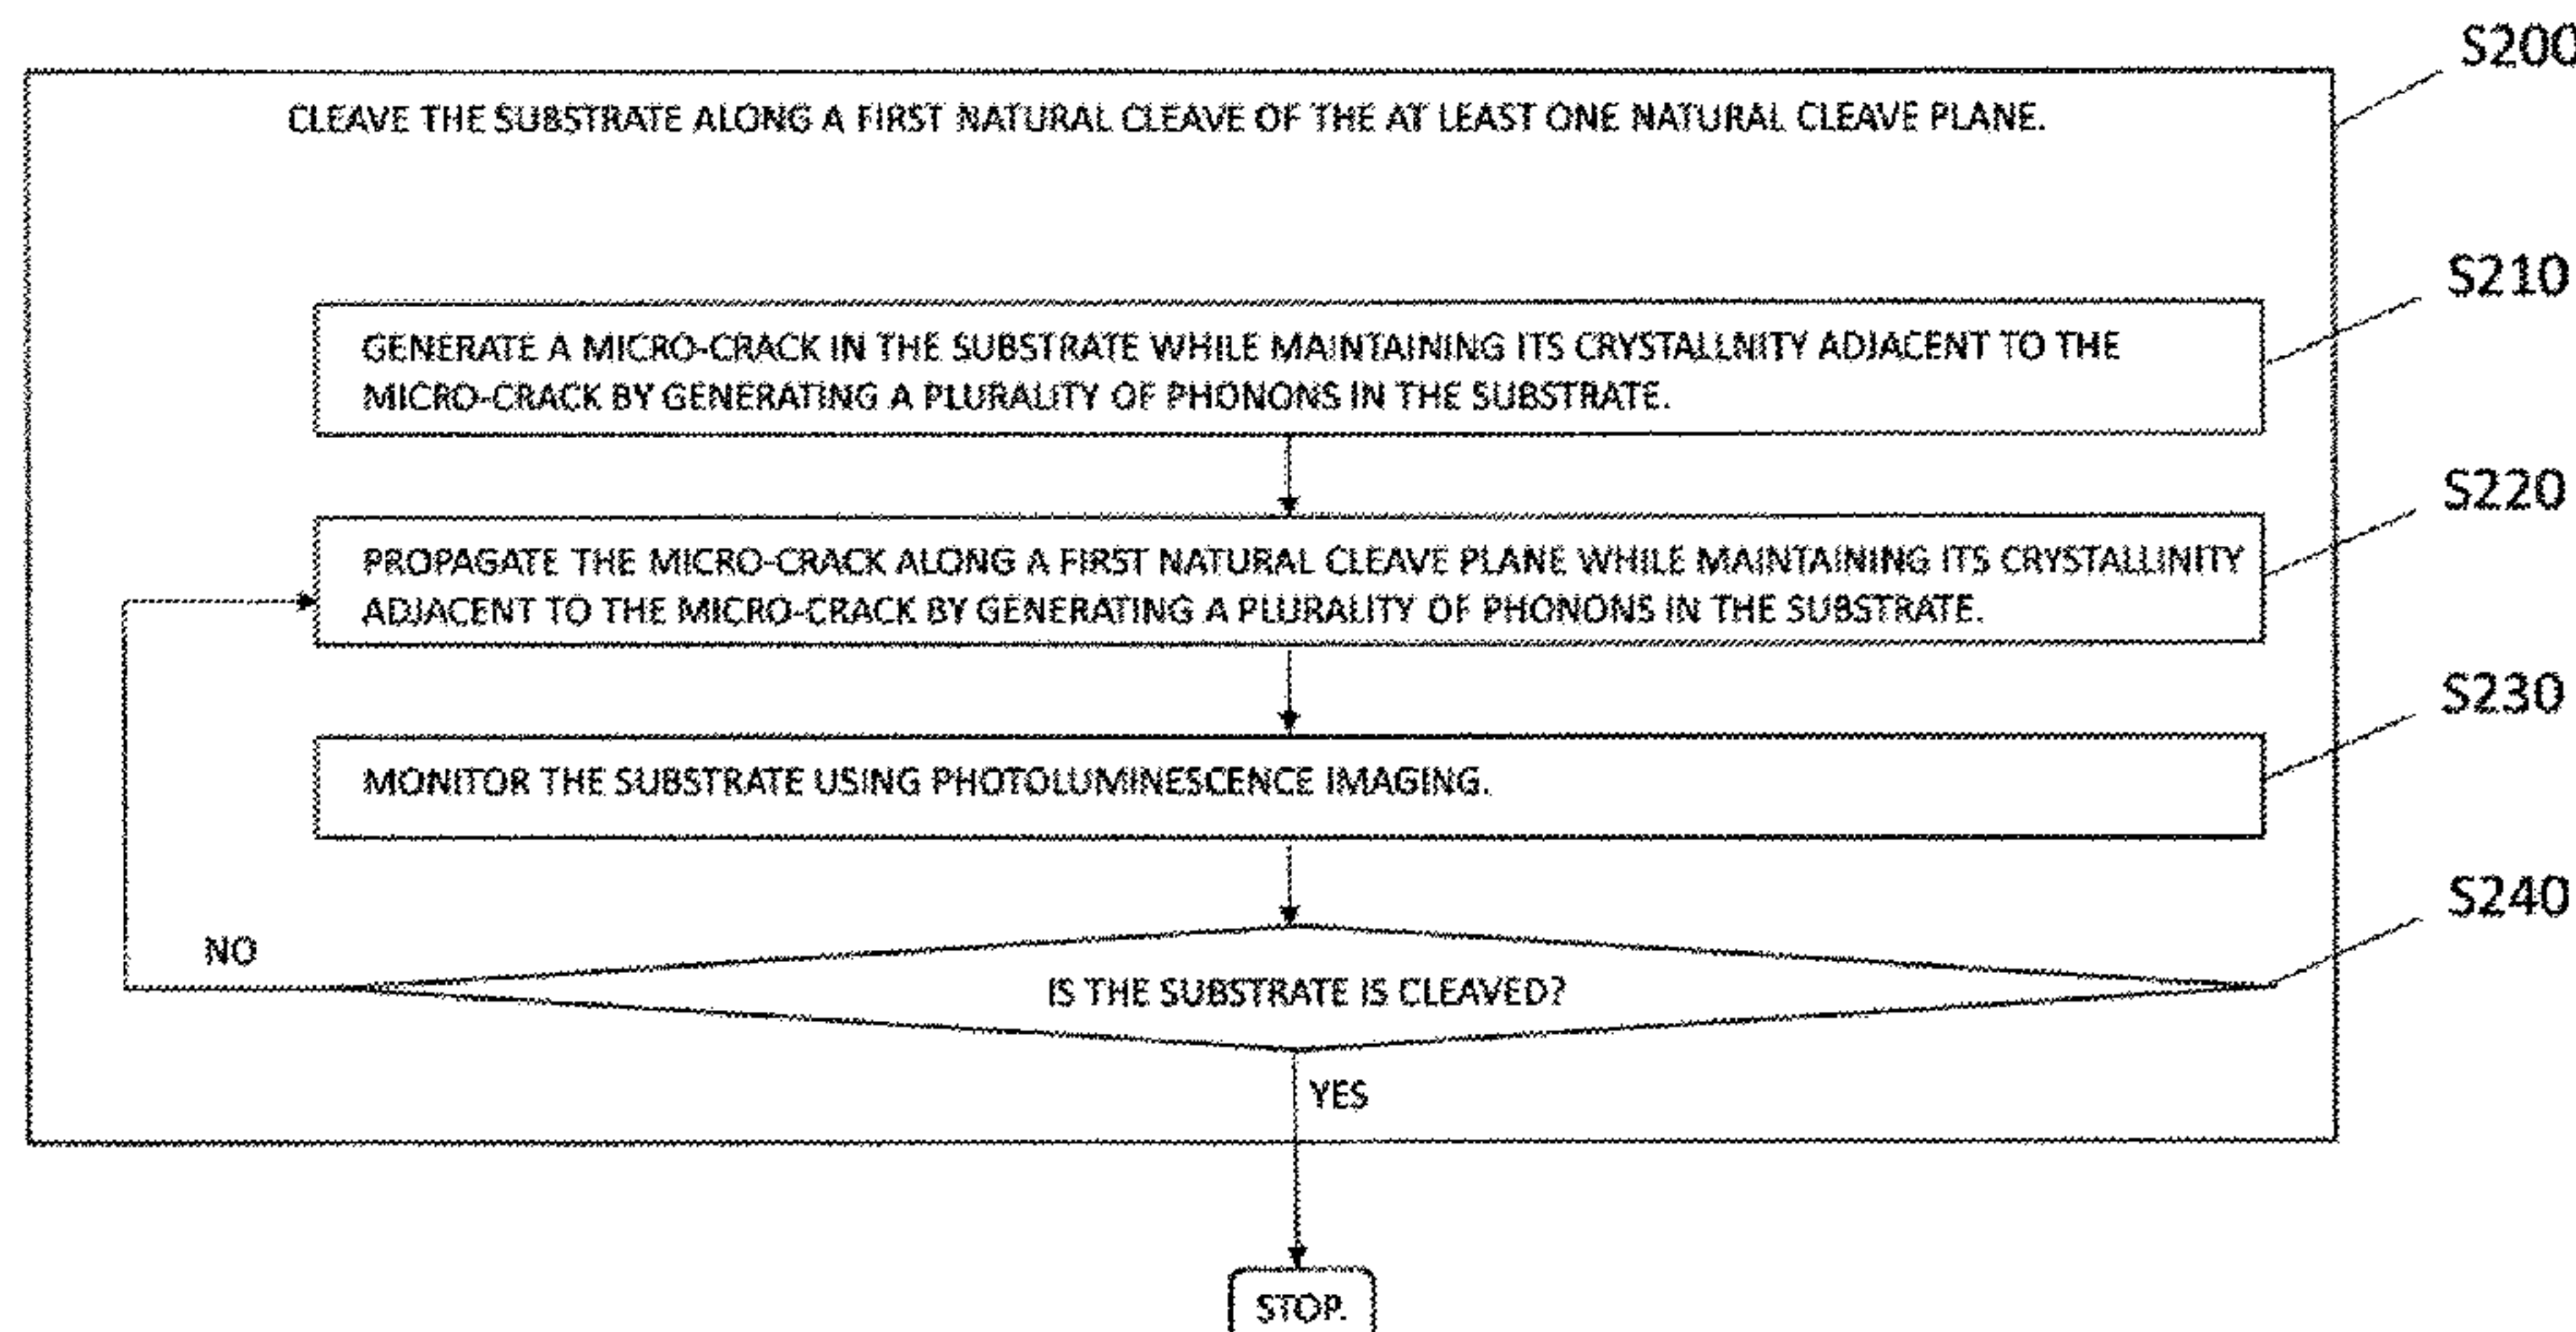 S200
CLEAVE THE SUBSTRATE ALONG A FIRST NATURAL CLEAVE OF THE AT LEAST ONE NATURAL CLEAVE PLANE.
S210
GENERATE A MICRO-CRACK IN THE SUBSTRATE WHILE MAINTAINING ITS CRYSTALLNITY ADJACENT TO THE
MICRO-CRACK BY GENERATING A PLURALITY OF PHONONS IN THE SUBSTRATE.
S220
PROPAGATE THE MICRO-CRACK ALONG A FIRST NATURAL CLEAVE PLANE WHILE MAINTAINING ITS CRYSTALLINITY
ADJACENT TO THE MICRO-CRACK BY GENERATING A PLURALITY OF PHONONS IN THE SUBSTRATE.
S230
MONITOR THE SUBSTRATE USING PHOTOLUMINESCENCE IMAGING.
S240
NO
IS THE SUBSTRATE IS CLEAVED?
YES
STOP.